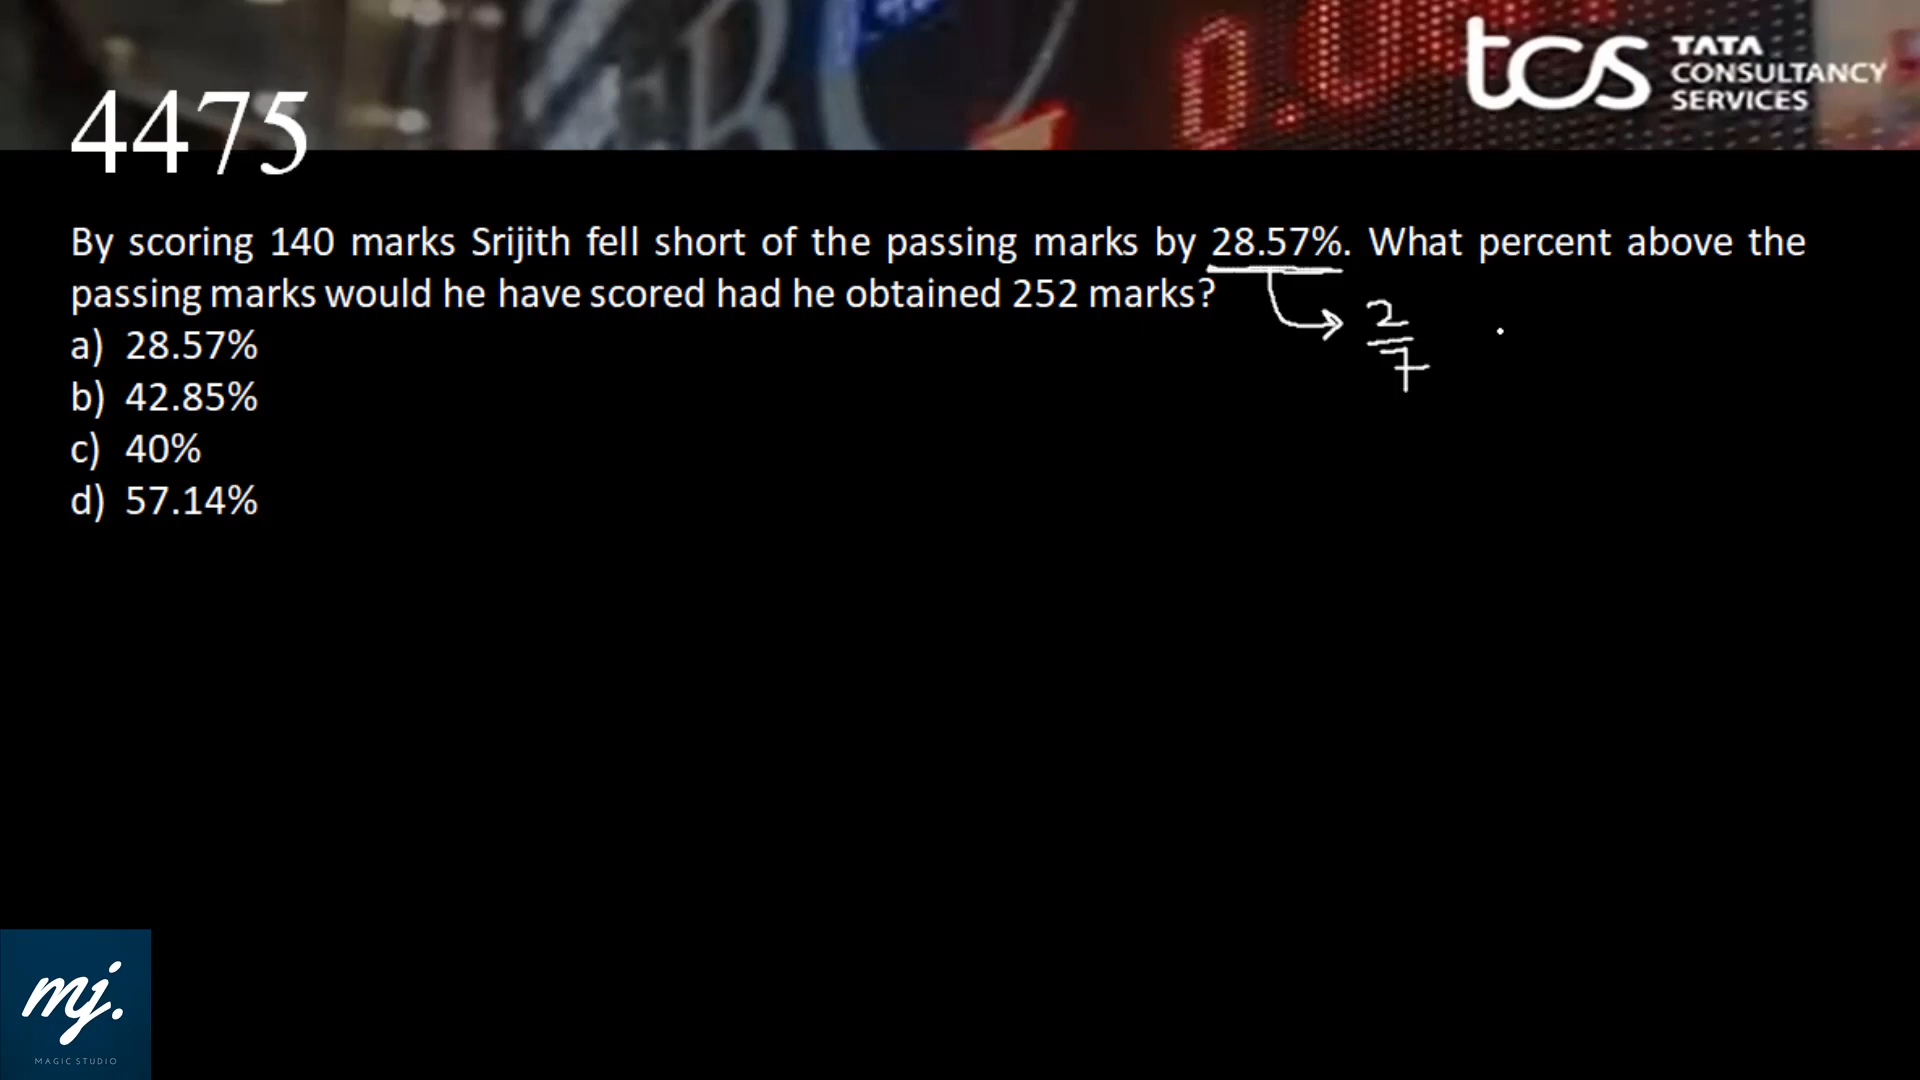 tcs TATA
CONSULTANCY
SERVICES
4475
By scoring 140 marks Srijith fell short of the passing marks by 28.57%. What percent above the
passing marks would he have scored had he obtained 252 marks?
2
7
a) 28.57%
b) 42.85%
c) 40%
d) 57.14%
mj.
MAGIC STUDIO